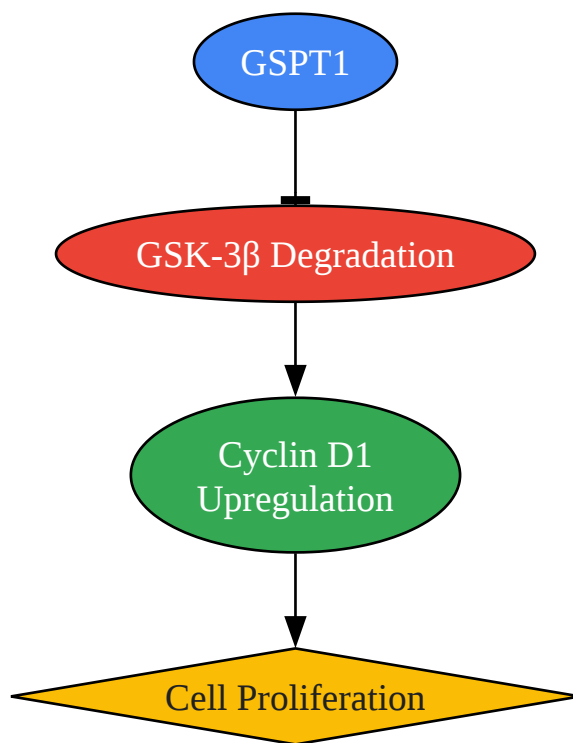 GSPT1
GSK-3β Degradation
Cyclin D1
Upregulation
Cell Proliferation